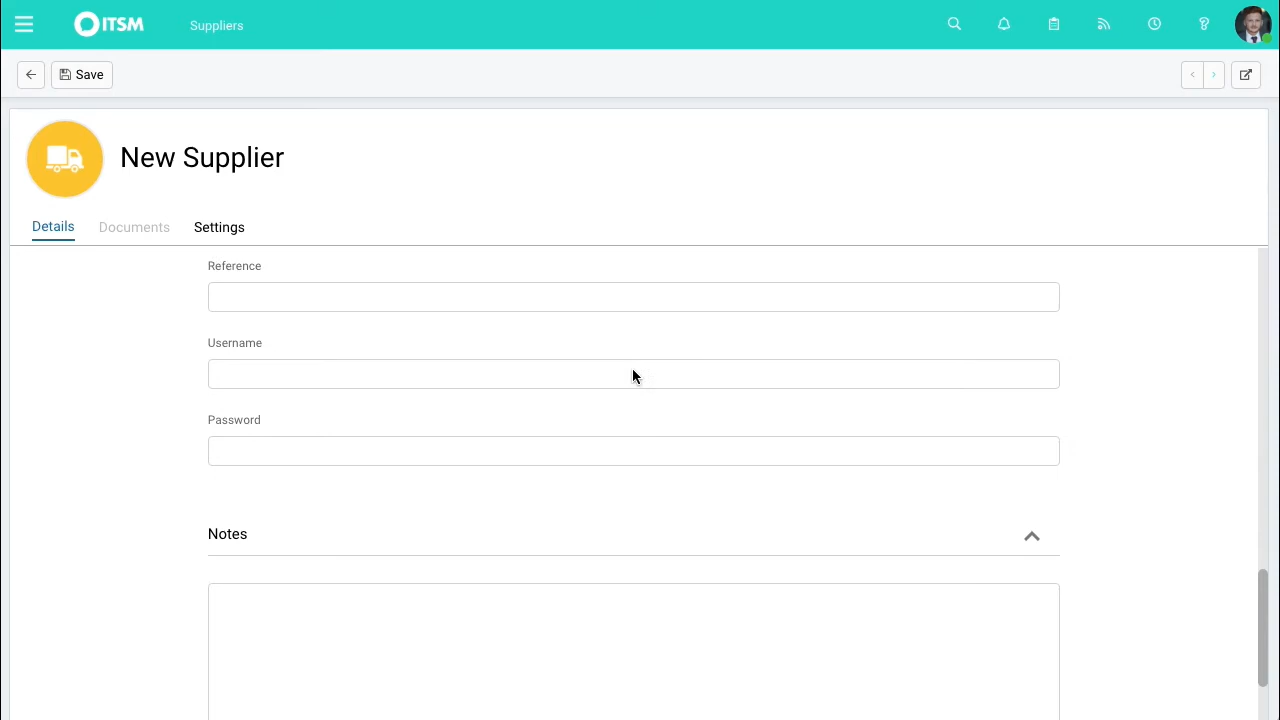 ITSM
Suppliers
Save
New Supplier
Details
Documents
Settings
Reference
Username
Password
Notes